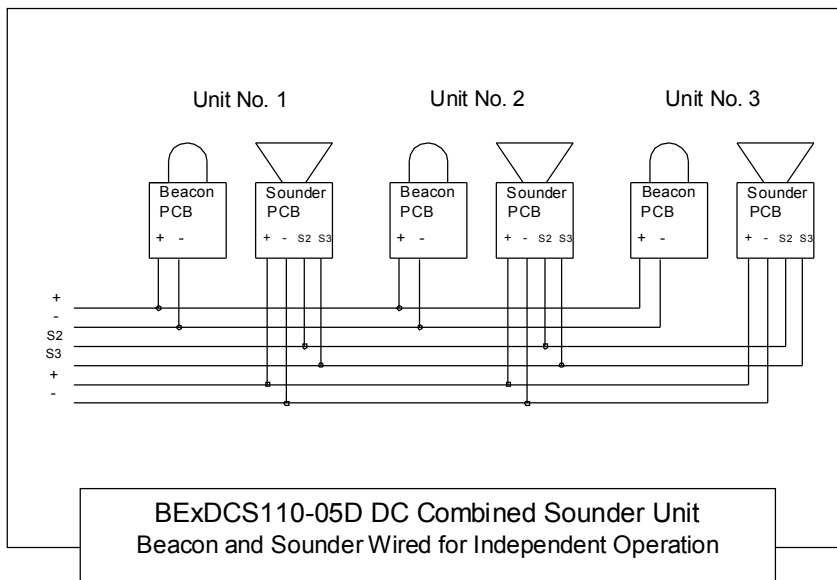 Unit No. 1 Unit No. 2 Unit No. 3
Beacon PCB
+ -
Sounder PCB
+ - S2 S3
Beacon PCB
+ -
Sounder PCB
+ - S2 S3
Beacon PCB
+ -
Sounder PCB
+ - S2 S3
+
-
S2
S3
+
-
BExDCS110-05D DC Combined Sounder Unit
Beacon and Sounder Wired for Independent Operation